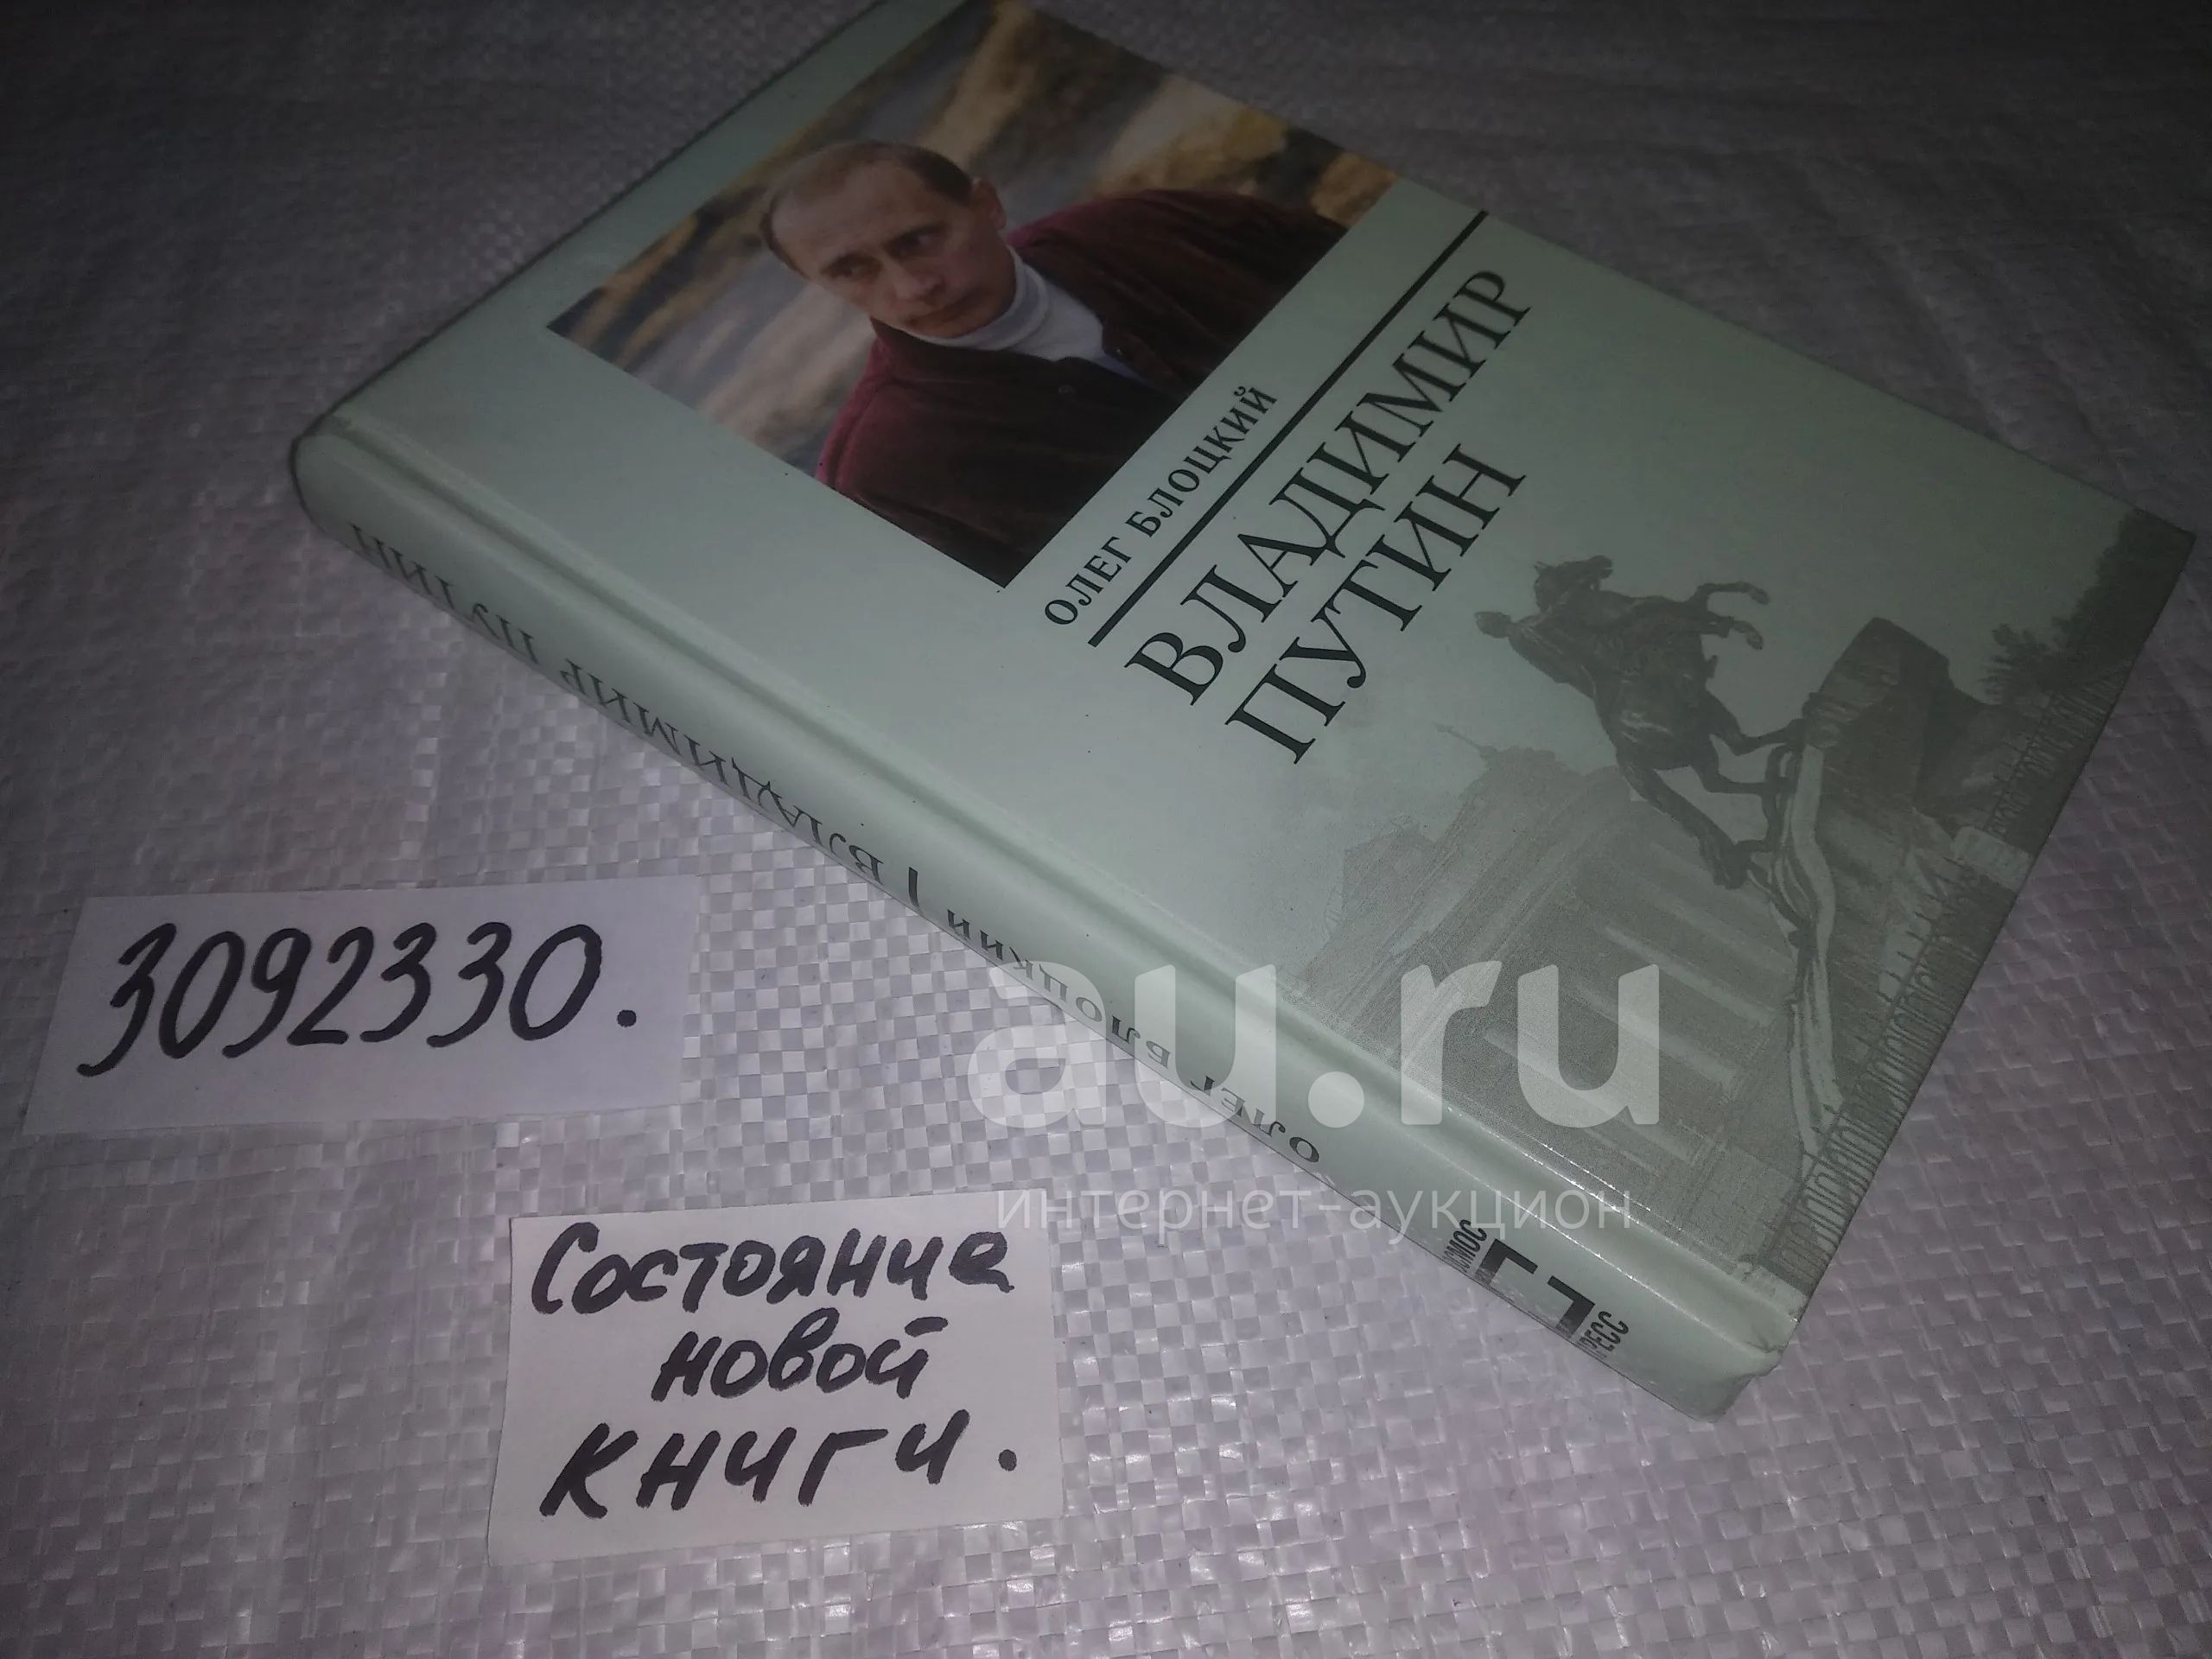 ОЛЕГ БЛОЦКИЙ
ВЛАДИМИР
ПУТИН
ОЛЕГ БЛОЦКИЙ | ВЛАДИМИР ПУТИН
3092330.
Состояние
новой
книги.
au.ru
интернет-аукцион